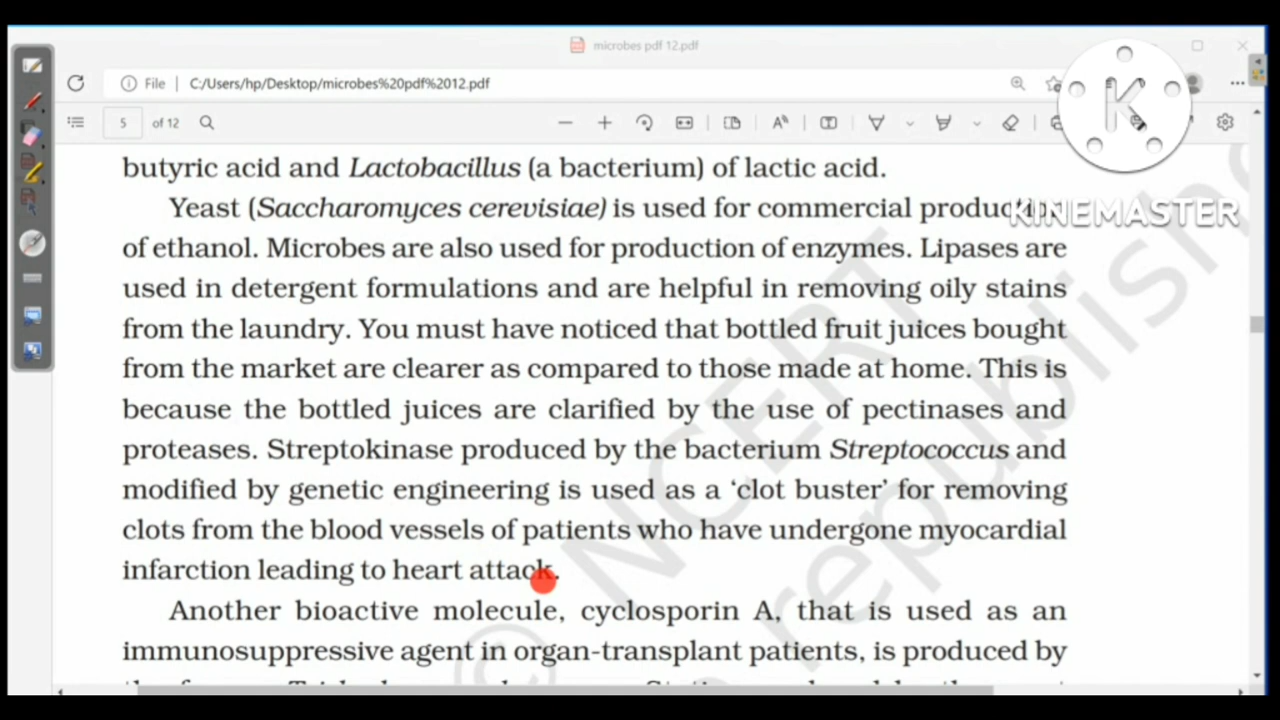 microbes pdf 12.pdf
File | C:/Users/hp/Desktop/microbes%20pdf%2012.pdf
5 of 12
KINEMASTER
butyric acid and Lactobacillus (a bacterium) of lactic acid.
Yeast (Saccharomyces cerevisiae) is used for commercial
of ethanol. Microbes are also used for production of enzymes. Lipases are
used in detergent formulations and are helpful in removing oily stains
from the laundry. You must have noticed that bottled fruit juices bought
from the market are clearer as compared to those made at home. This is
because the bottled juices are clarified by the use of pectinases and
proteases. Streptokinase produced by the bacterium Streptococcus and
modified by genetic engineering is used as a ‘clot buster’ for removing
clots from the blood vessels of patients who have undergone myocardial
infarction leading to heart attack.
Another bioactive molecule, cyclosporin A, that is used as an
immunosuppressive agent in organ-transplant patients, is produced by
© NCERT